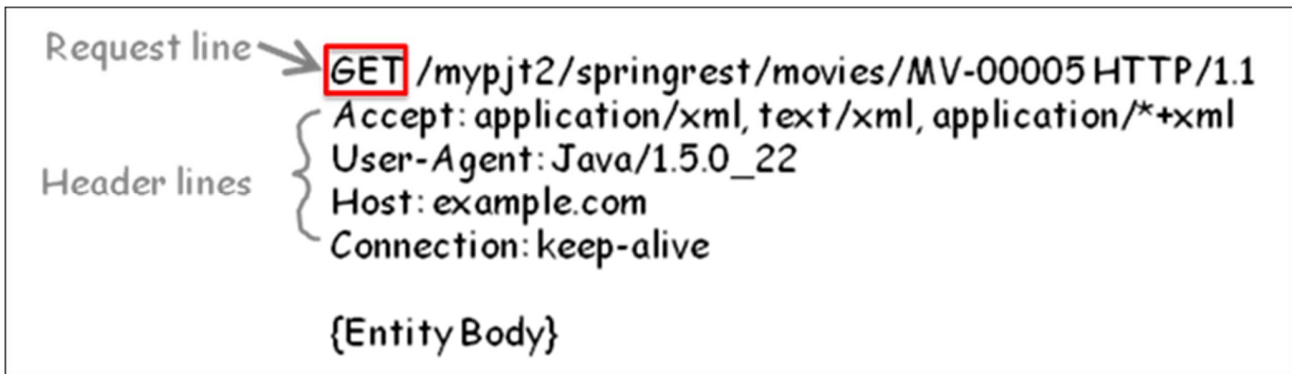 Request line
GET /mypjt2/springrest/movies/MV-00005 HTTP/1.1
Header lines
Accept: application/xml, text/xml, application/*+xml
User-Agent: Java/1.5.0_22
Host: example.com
Connection: keep-alive
{Entity Body}